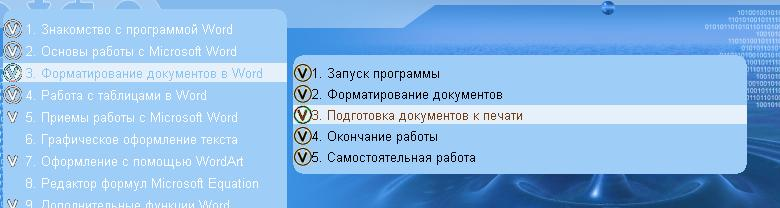 1. Знакомство с программой Word
2. Основы работы с Microsoft Word
3. Форматирование документов в Word
4. Работа с таблицами в Word
5. Приемы работы с Microsoft Word
6. Графическое оформление текста
7. Оформление с помощью WordArt
8. Редактор формул Microsoft Equation
9. Дополнительные функции Word
1. Запуск программы
2. Форматирование документов
3. Подготовка документов к печати
4. Окончание работы
5. Самостоятельная работа